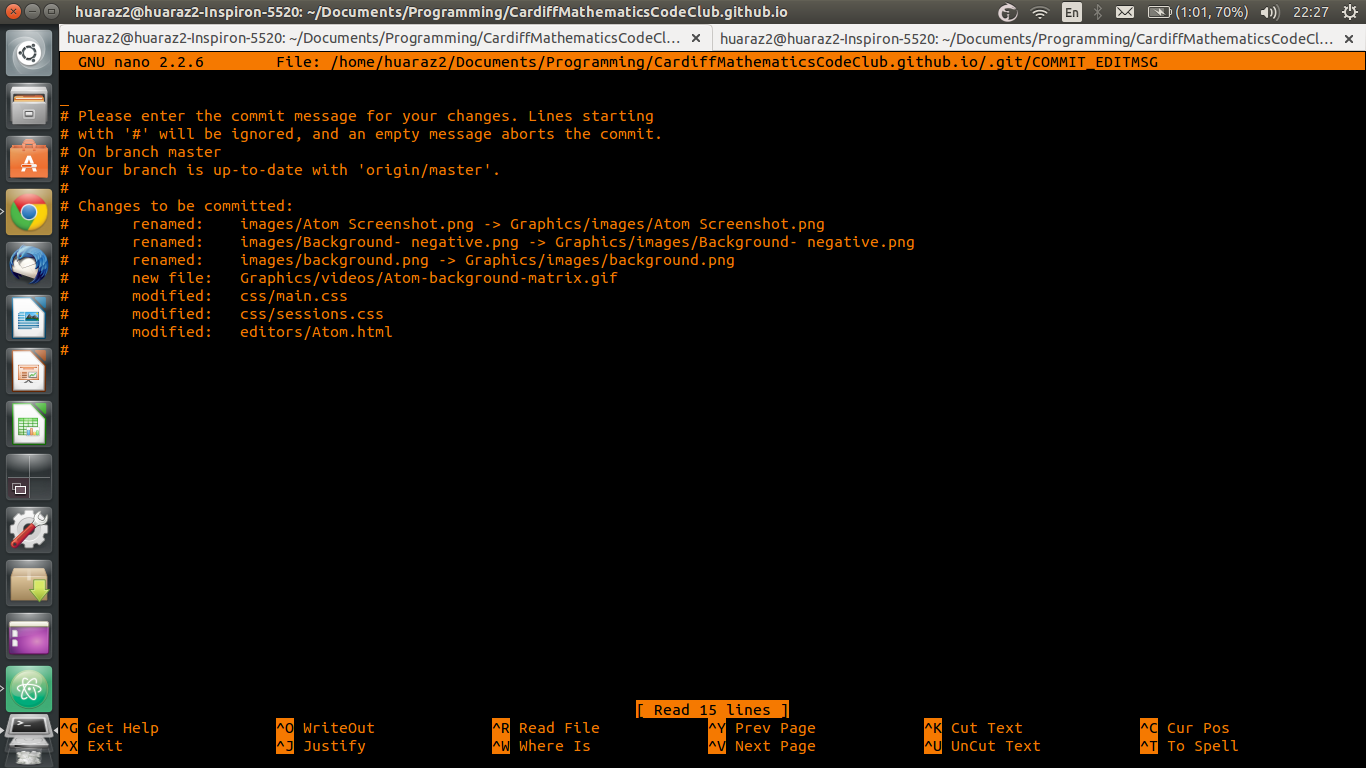 huaraz2@huaraz2-Inspiron-5520: ~/Documents/Programming/CardiffMathematicsCodeClub.github.io
En
(1:01, 70%)
22:27
huaraz2@huaraz2-Inspiron-5520: ~/Documents/Programming/CardiffMathematicsCodeCl... ×
huaraz2@huaraz2-Inspiron-5520: ~/Documents/Programming/CardiffMathematicsCodeCl... ×
GNU nano 2.2.6 File: /home/huaraz2/Documents/Programming/CardiffMathematicsCodeClub.github.io/.git/COMMIT_EDITMSG
# Please enter the commit message for your changes. Lines starting
# with '#' will be ignored, and an empty message aborts the commit.
# On branch master
# Your branch is up-to-date with 'origin/master'.
#
# Changes to be committed:
# renamed: images/Atom Screenshot.png -> Graphics/images/Atom Screenshot.png
# renamed: images/Background- negative.png -> Graphics/images/Background- negative.png
# renamed: images/background.png -> Graphics/images/background.png
# new file: Graphics/videos/Atom-background-matrix.gif
# modified: css/main.css
# modified: css/sessions.css
# modified: editors/Atom.html
#
[ Read 15 lines ]
^G Get Help ^O WriteOut ^R Read File ^Y Prev Page ^K Cut Text ^C Cur Pos
^X Exit ^J Justify ^W Where Is ^V Next Page ^U UnCut Text ^T To Spell